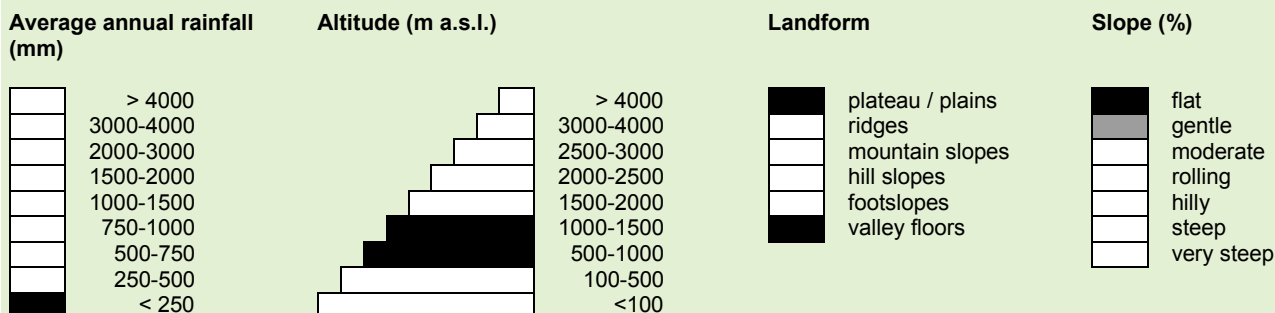 Average annual rainfall
(mm)
> 4000
3000-4000
2000-3000
1500-2000
1000-1500
750-1000
500-750
250-500
< 250
Altitude (m a.s.l.)
> 4000
3000-4000
2500-3000
2000-2500
1500-2000
1000-1500
500-1000
100-500
<100
Landform
plateau / plains
ridges
mountain slopes
hill slopes
footslopes
valley floors
Slope (%)
flat
gentle
moderate
rolling
hilly
steep
very steep